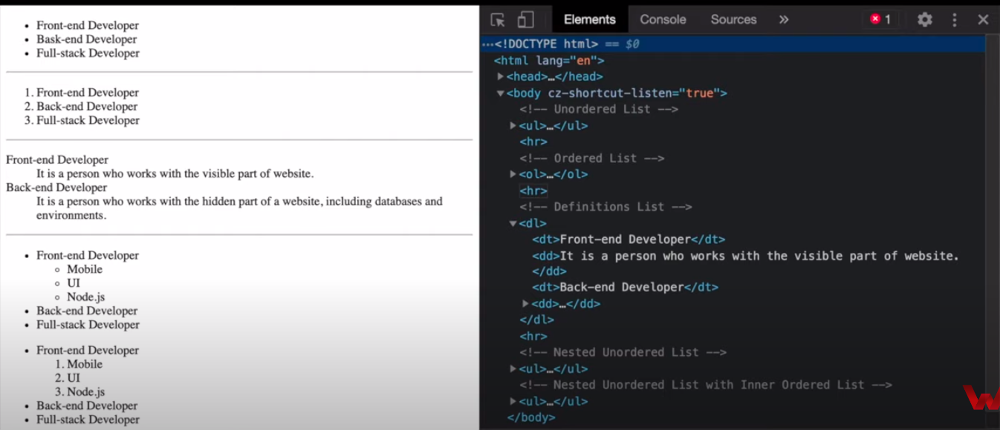 Front-end Developer
Bask-end Developer
Full-stack Developer
1. Front-end Developer
2. Back-end Developer
3. Full-stack Developer
Front-end Developer
It is a person who works with the visible part of website.
Back-end Developer
It is a person who works with the hidden part of a website, including databases and
environments.
Front-end Developer
Mobile
UI
Node.js
Back-end Developer
Full-stack Developer
Front-end Developer
1. Mobile
2. UI
3. Node.js
Back-end Developer
Full-stack Developer
Elements Console Sources » 1
…<!DOCTYPE html> == $0
<html lang="en">
<head>…</head>
<body cz-shortcut-listen="true">
<!-- Unordered List -->
<ul>…</ul>
<hr>
<!-- Ordered List -->
<ol>…</ol>
<hr>
<!-- Definitions List -->
<dl>
<dt>Front-end Developer</dt>
<dd>It is a person who works with the visible part of website.
</dd>
<dt>Back-end Developer</dt>
<dd>…</dd>
</dl>
<hr>
<!-- Nested Unordered List -->
<ul>…</ul>
<!-- Nested Unordered List with Inner Ordered List -->
<ul>…</ul>
</body>
W